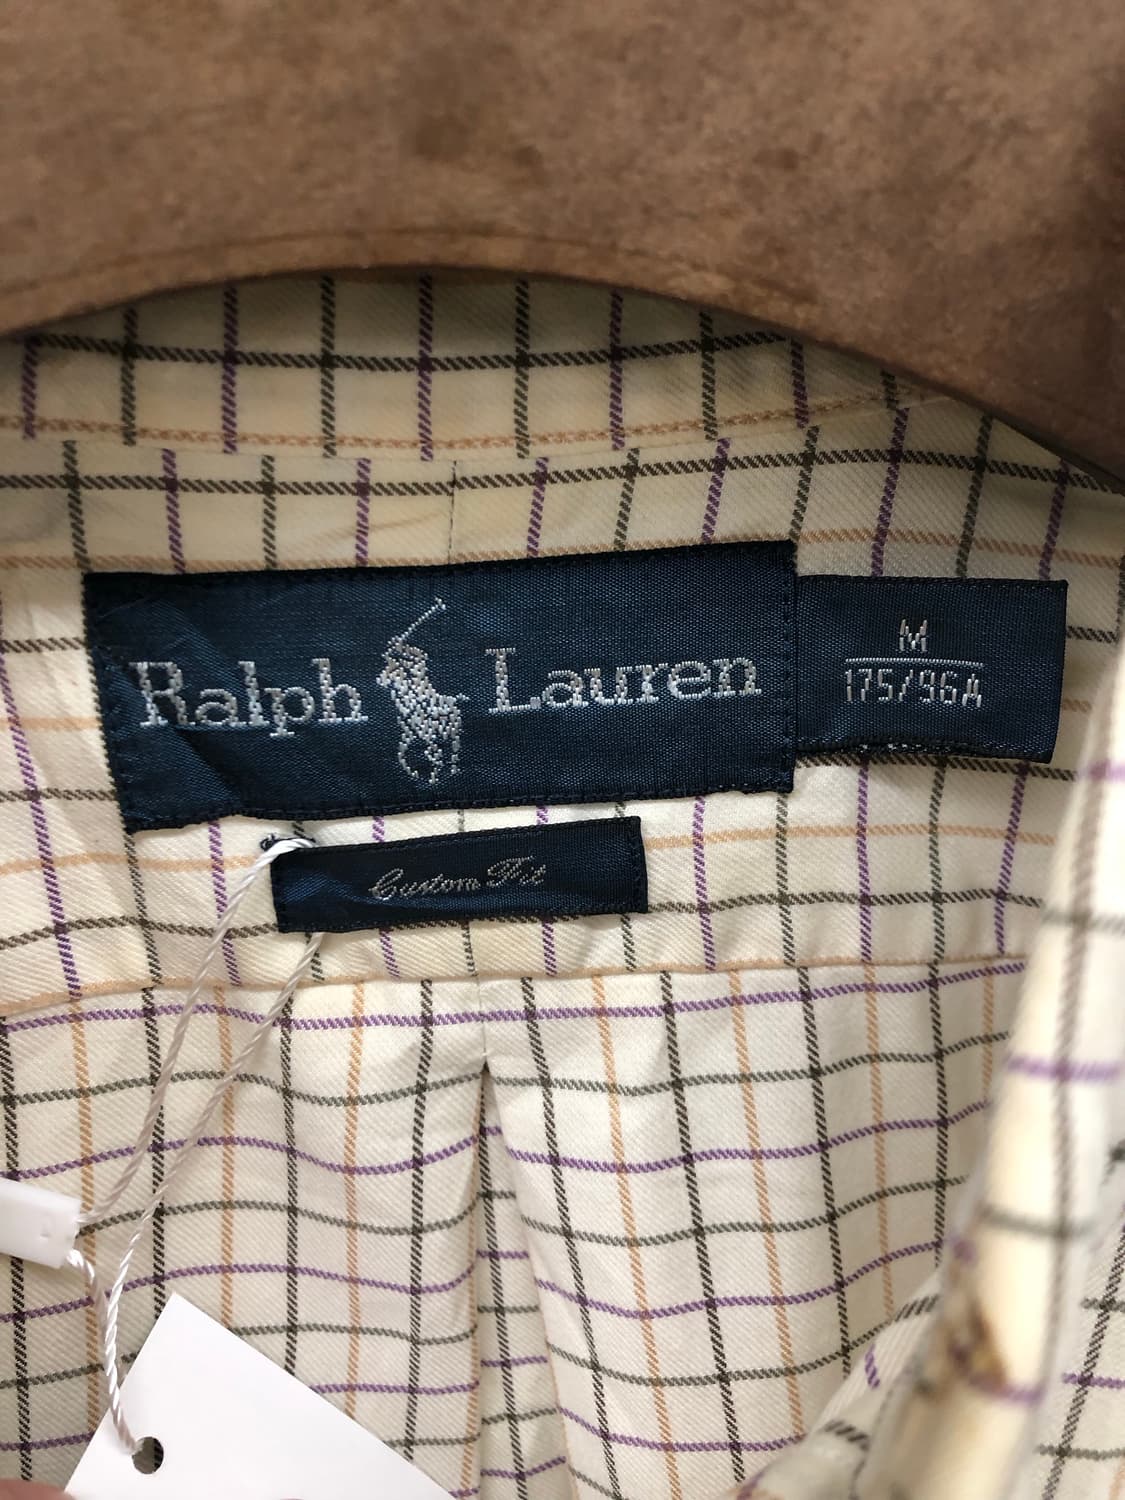 Ralph Lauren
M
175/96A
Custom Fit